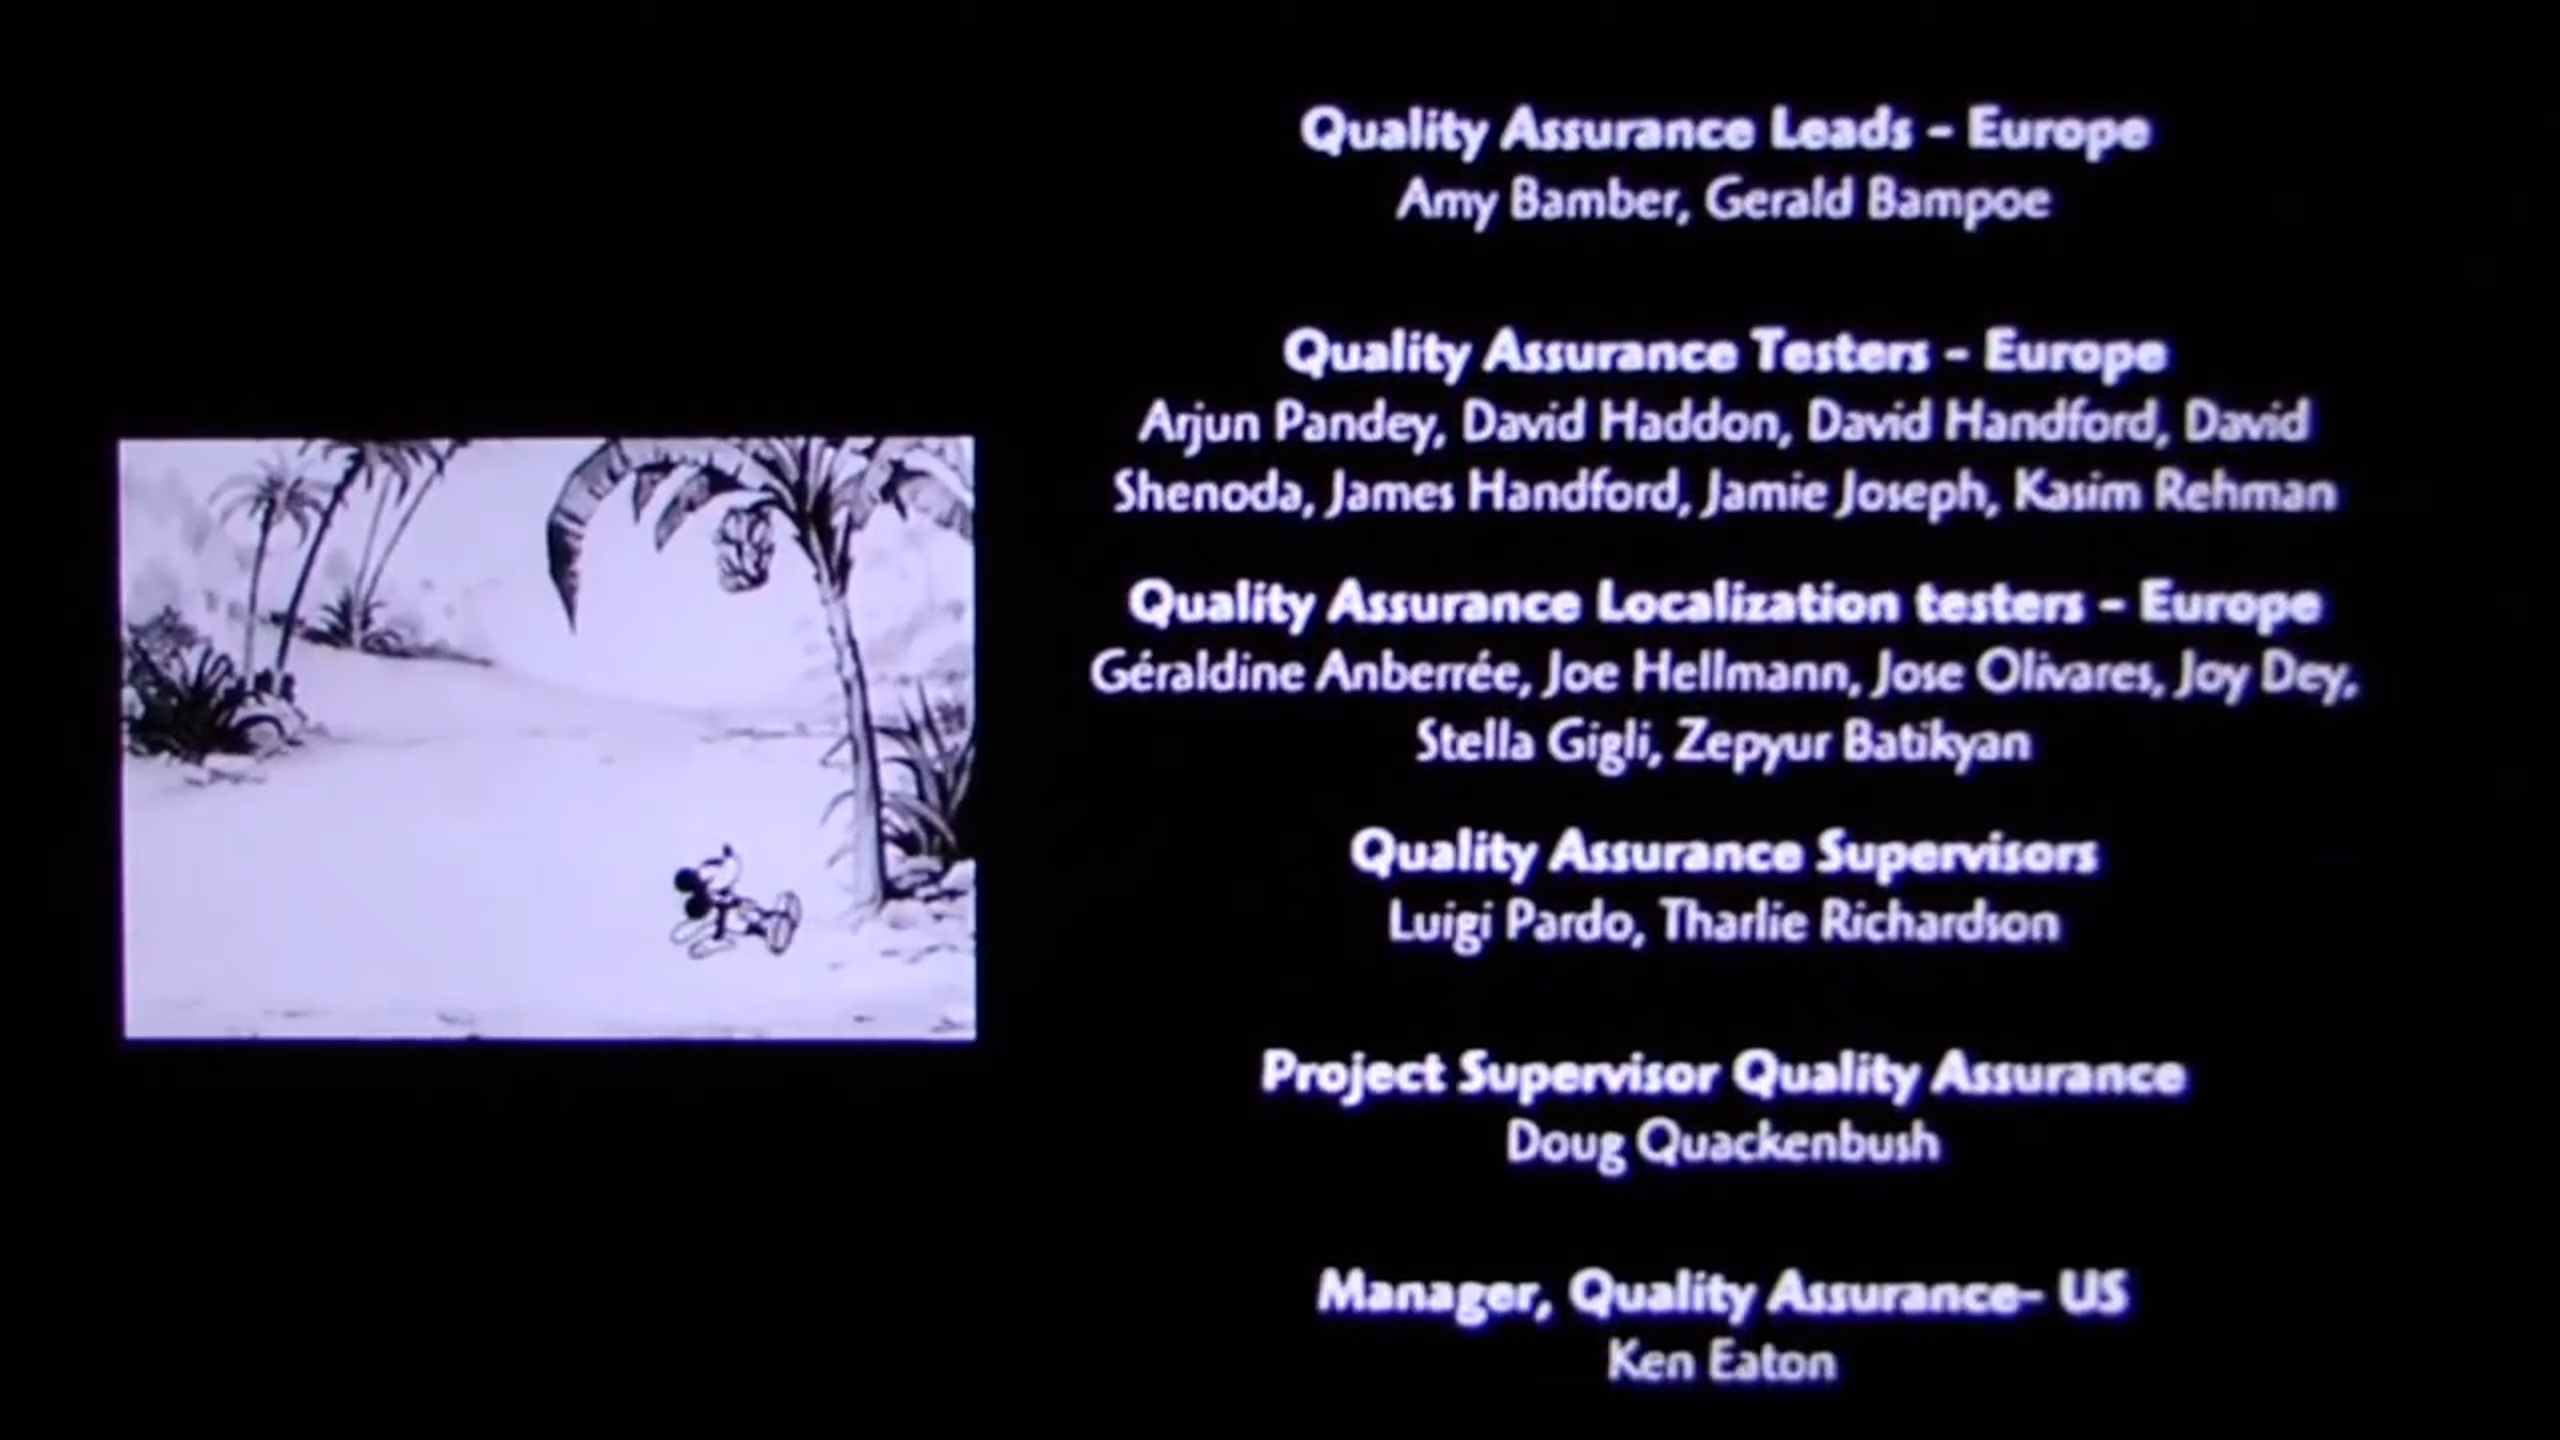 Quality Assurance Leads - Europe
Amy Bamber, Gerald Bampoe
Quality Assurance Testers - Europe
Arjun Pandey, David Haddon, David Handford, David
Shenoda, James Handford, Jamie Joseph, Kasim Rehman
Quality Assurance Localization testers - Europe
Géraldine Anberrée, Joe Hellmann, Jose Olivares, Joy Dey,
Stella Gigli, Zepyur Batikyan
Quality Assurance Supervisors
Luigi Pardo, Tharlie Richardson
Project Supervisor Quality Assurance
Doug Quackenbush
Manager, Quality Assurance- US
Ken Eaton